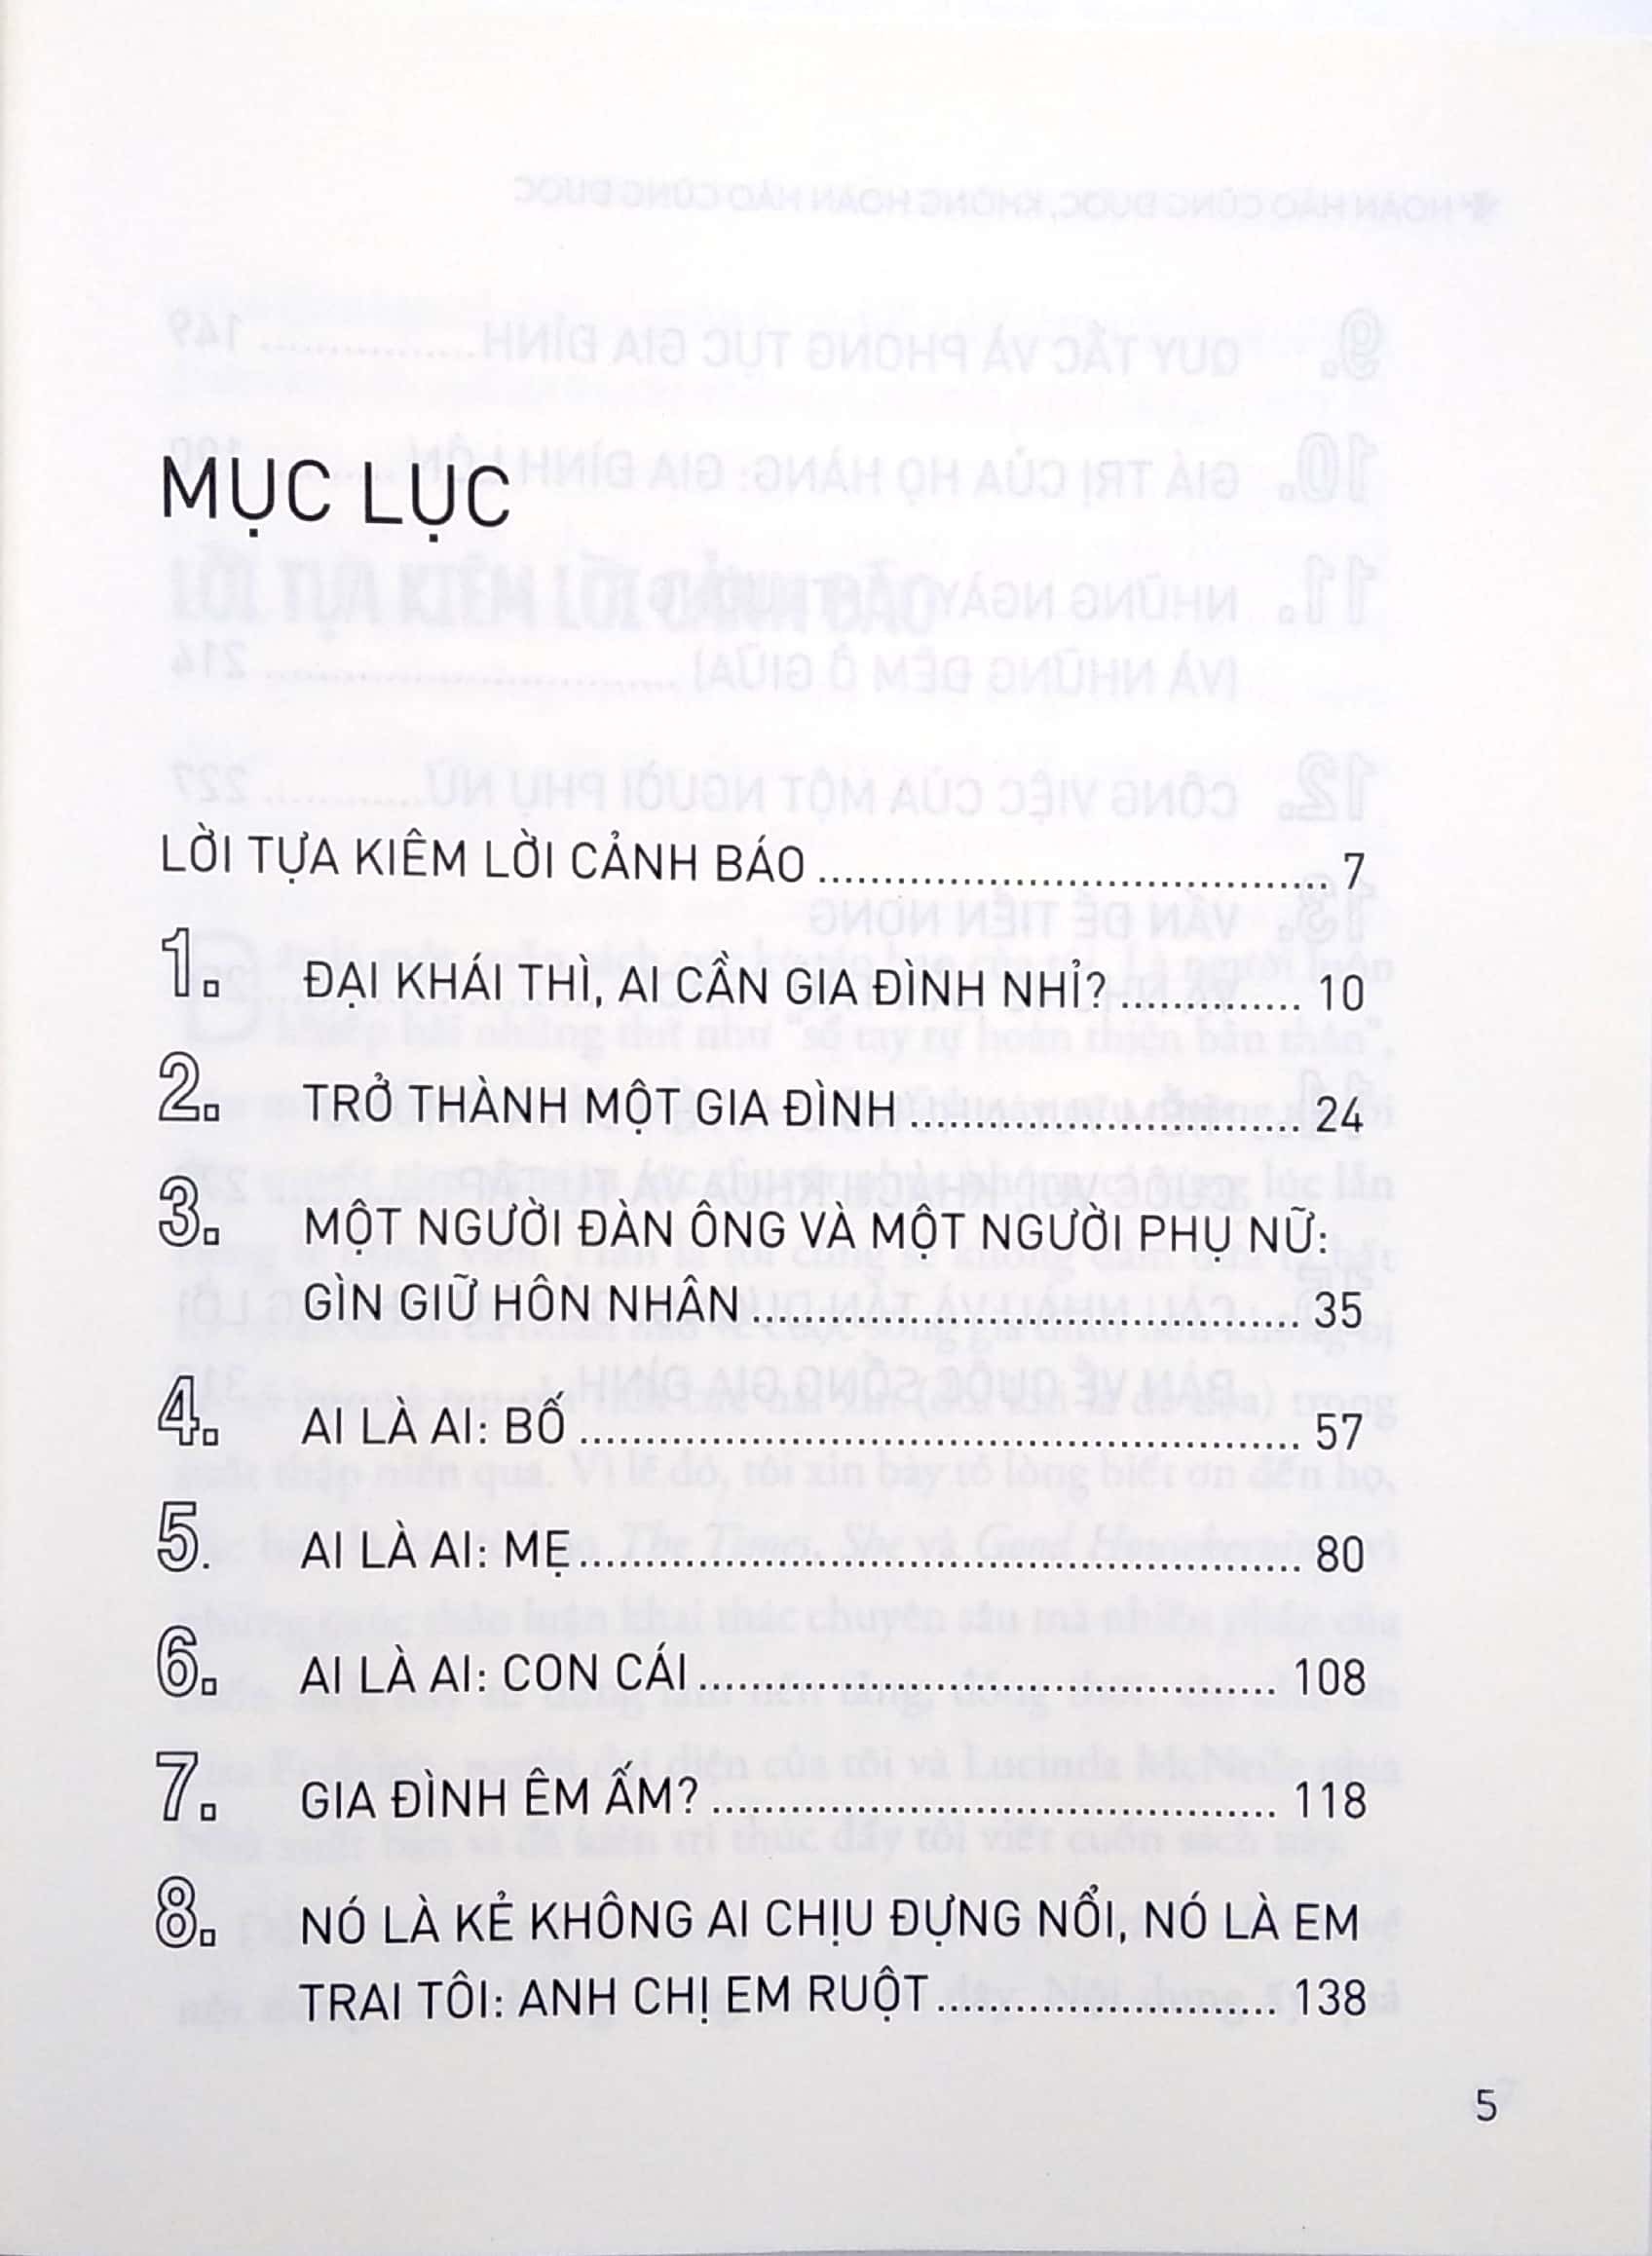 MỤC LỤC
LỜI TỰA KIÊM LỜI CẢNH BÁO ........................................ 7
1. ĐẠI KHÁI THÌ, AI CẦN GIA ĐÌNH NHỈ? .............. 10
2. TRỞ THÀNH MỘT GIA ĐÌNH .............................. 24
3. MỘT NGƯỜI ĐÀN ÔNG VÀ MỘT NGƯỜI PHỤ NỮ:
GÌN GIỮ HÔN NHÂN .......................................... 35
4. AI LÀ AI: BỐ ....................................................... 57
5. AI LÀ AI: MẸ ....................................................... 80
6. AI LÀ AI: CON CÁI ............................................ 108
7. GIA ĐÌNH ÊM ẤM? ........................................... 118
8. NÓ LÀ KẺ KHÔNG AI CHỊU ĐỰNG NỔI, NÓ LÀ EM
TRAI TÔI: ANH CHỊ EM RUỘT .......................... 138
5